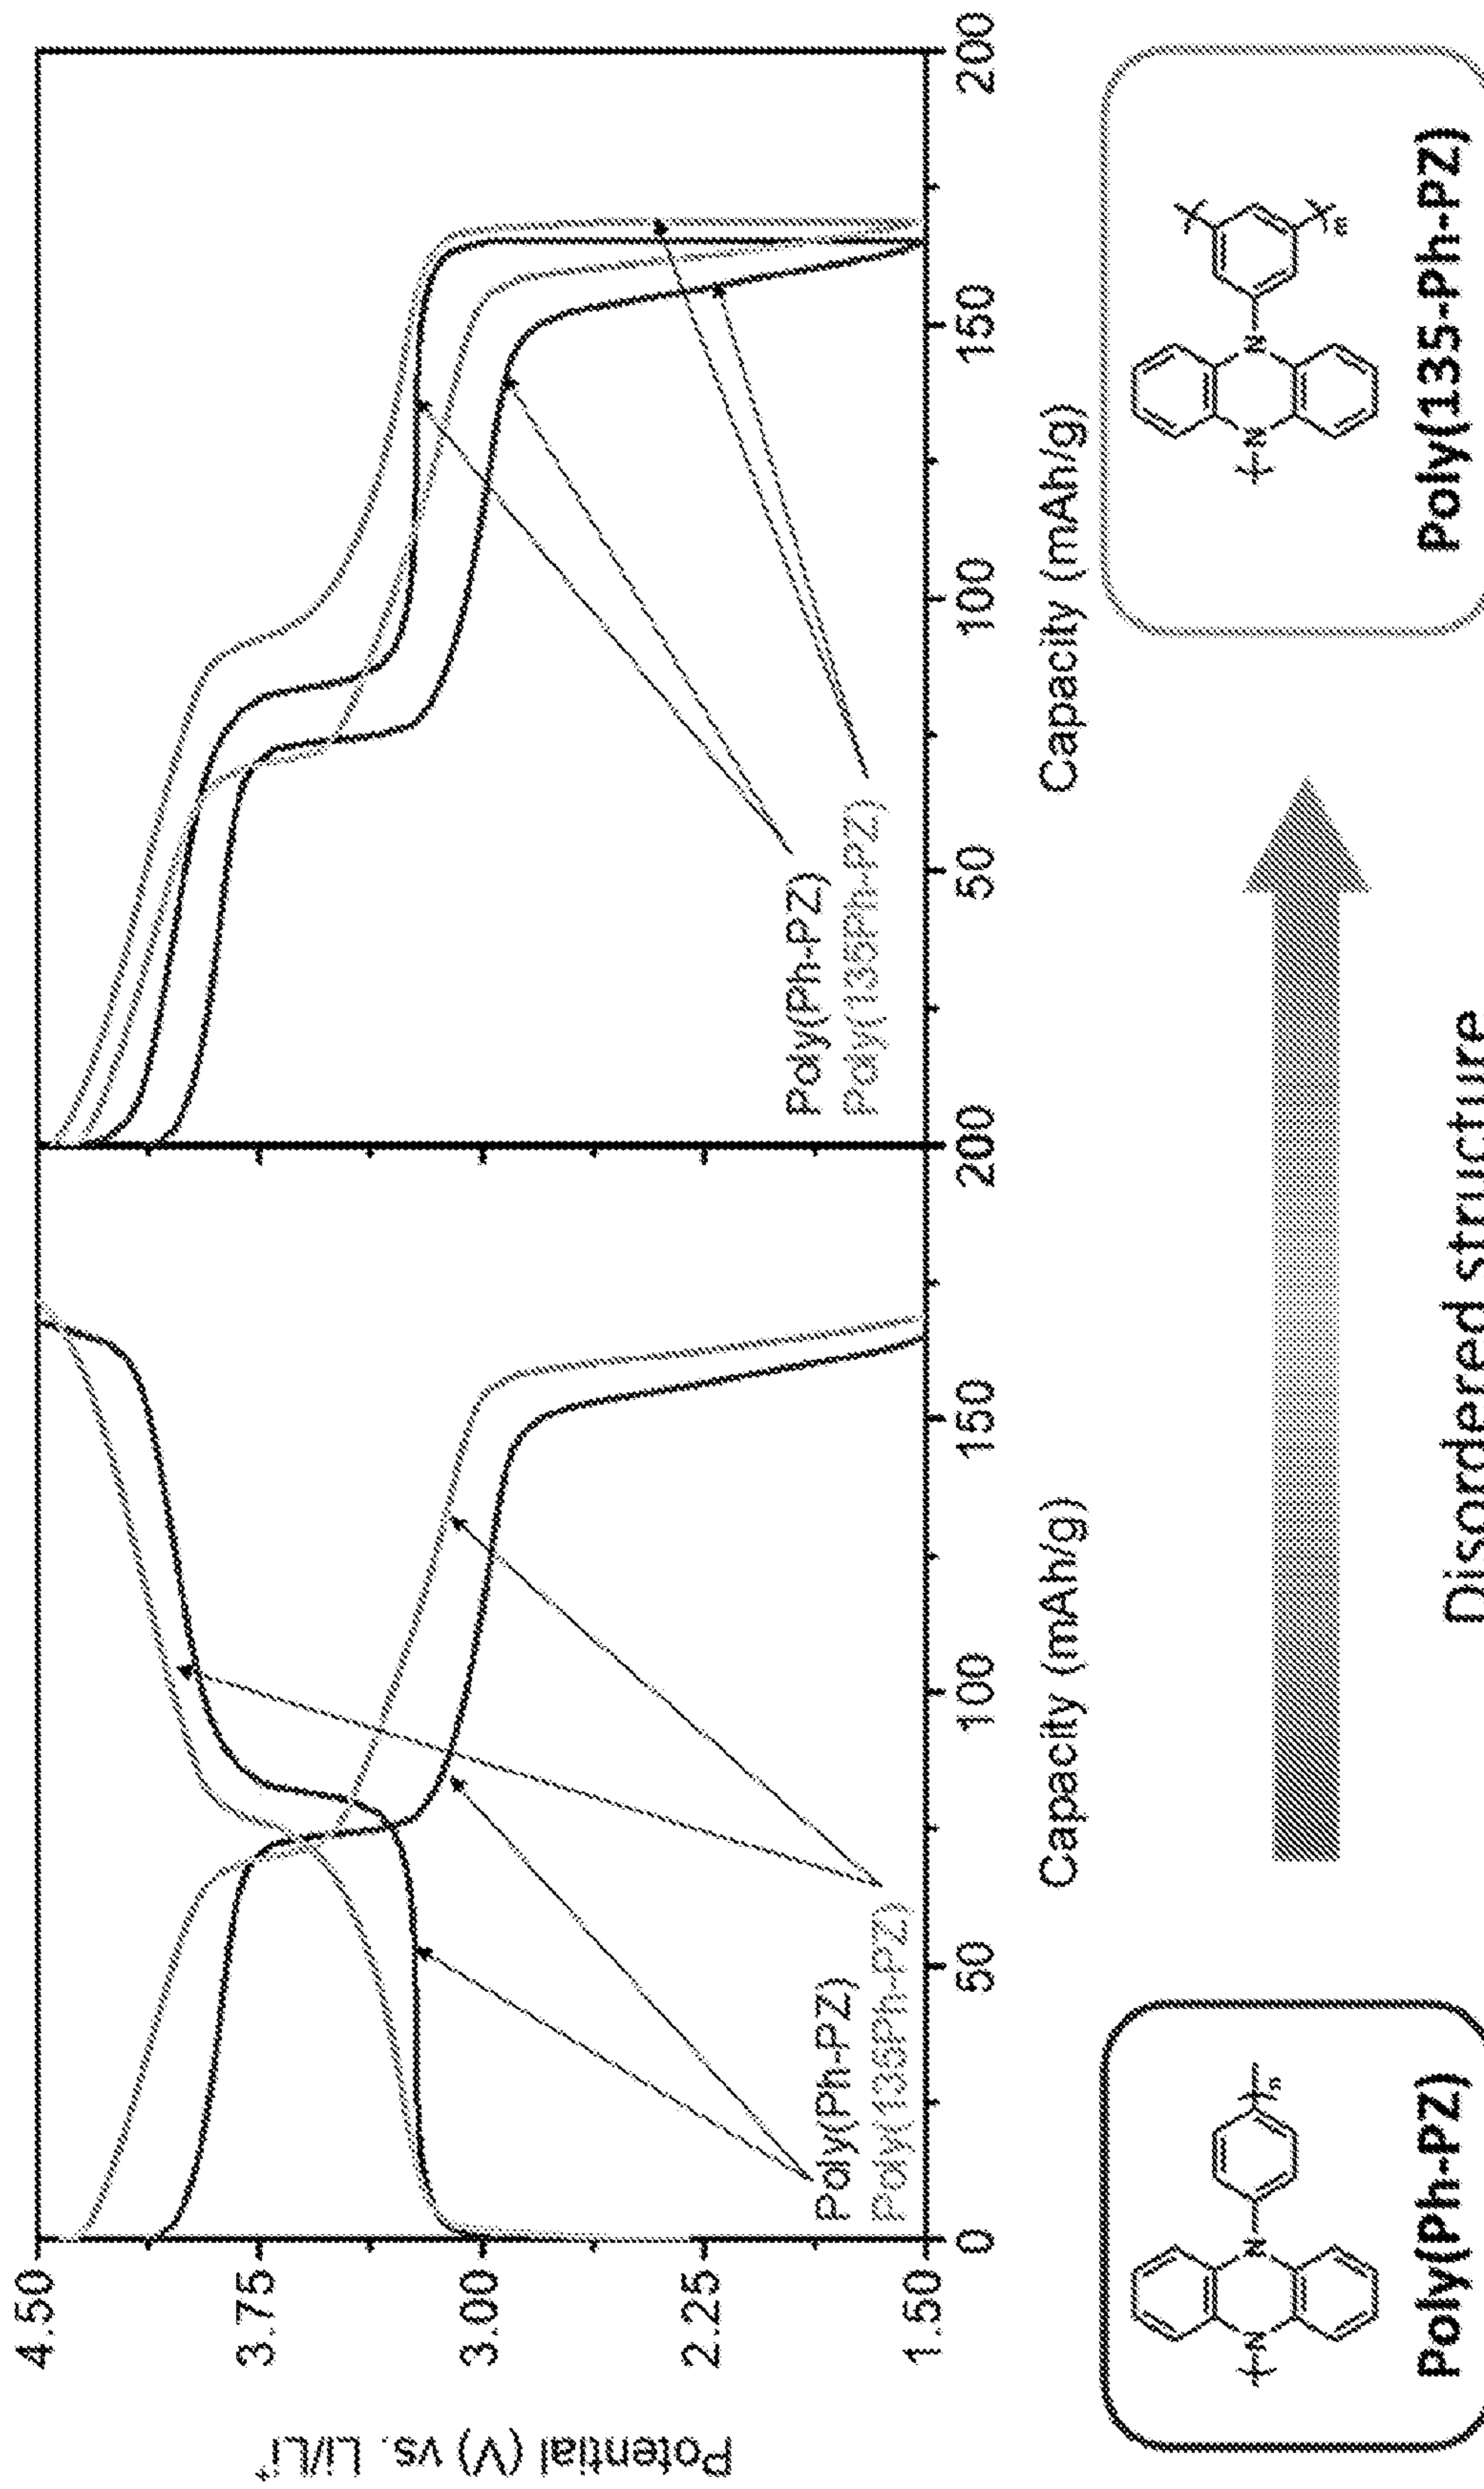 Potential (V) vs. Li/Li+
4.50
3.75
3.00
2.25
1.50
Poly(Ph-PZ)
Poly(135Ph-PZ)
0
50
100
150
200
Capacity (mAh/g)
Poly(Ph-PZ)
Poly(135Ph-PZ)
50
100
150
200
Capacity (mAh/g)
N
N
n
Poly(Ph-PZ)
Disordered structure
N
N
n
Poly(135-Ph-PZ)